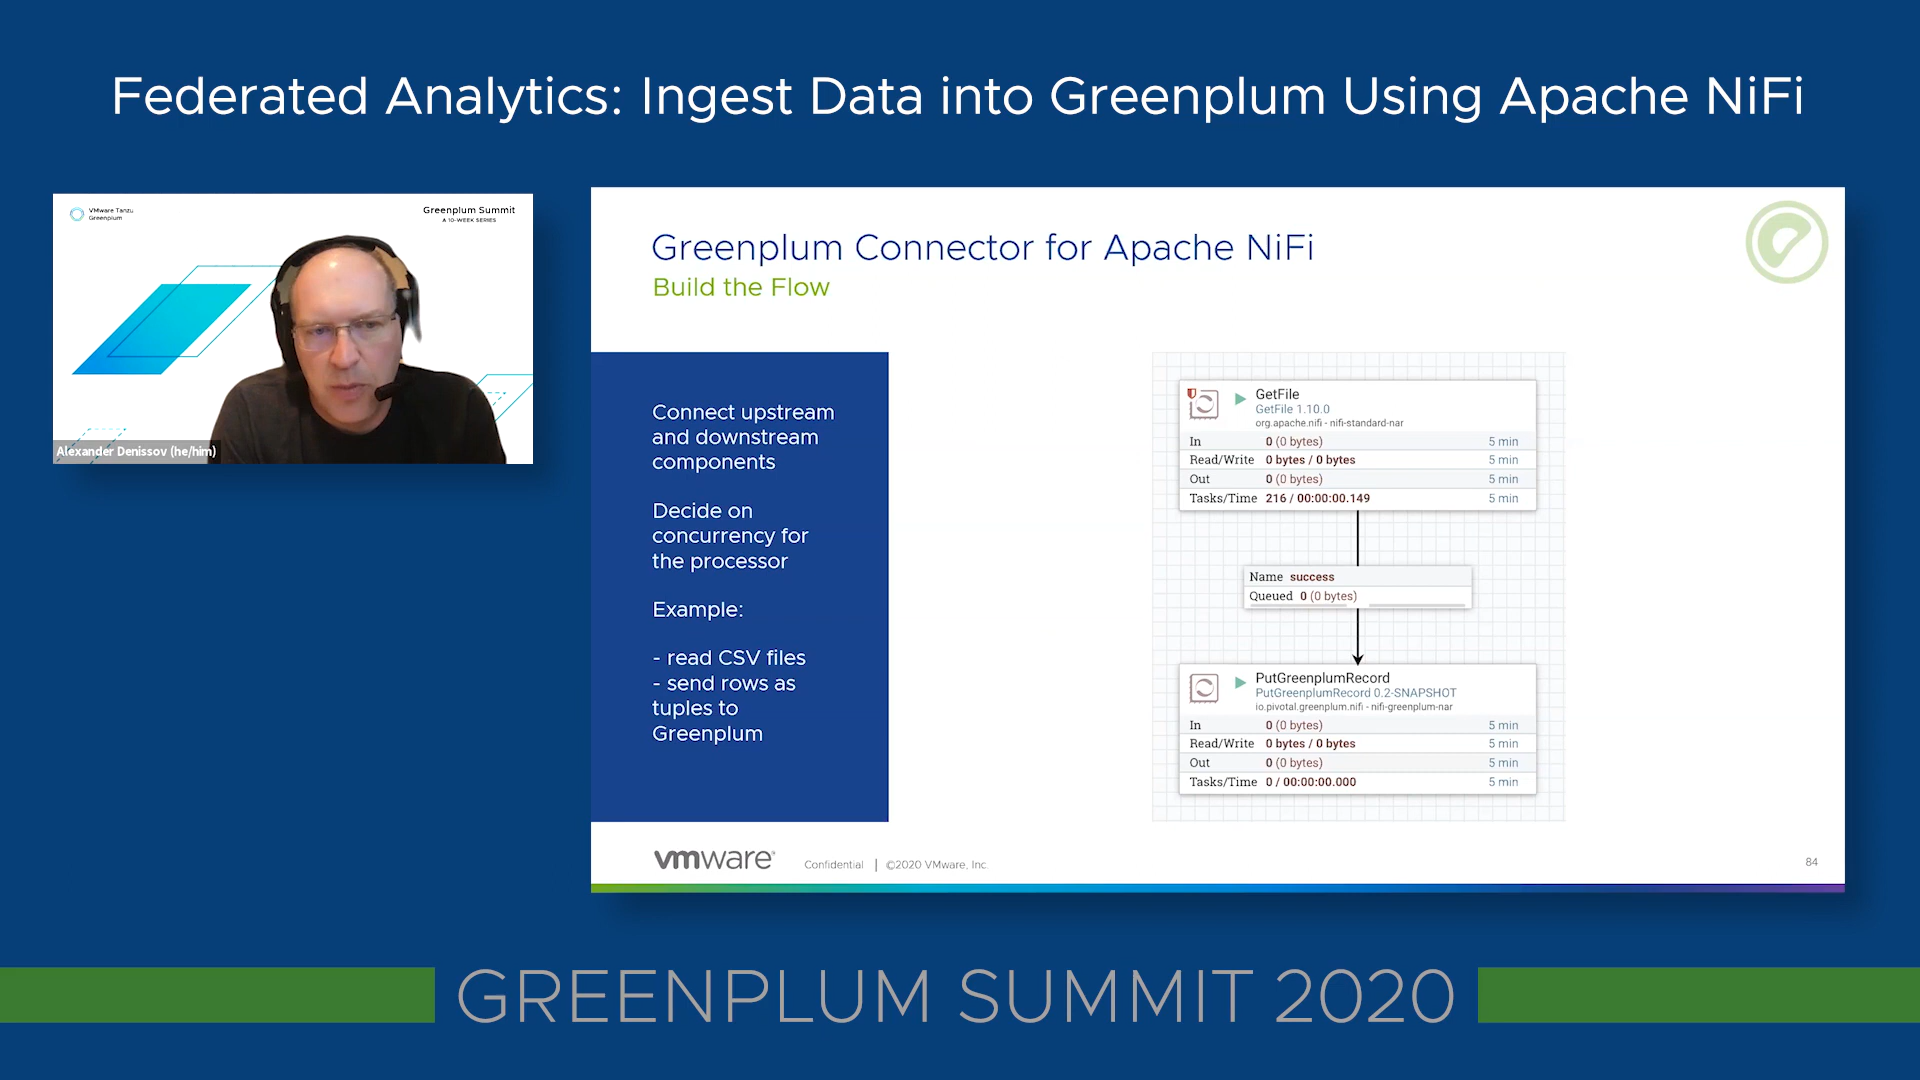 Federated Analytics: Ingest Data into Greenplum Using Apache NiFi
VMware Tanzu
Greenplum
Greenplum Summit
A 10-WEEK SERIES
Alexander Denissov (he/him)
Greenplum Connector for Apache NiFi
Build the Flow
Connect upstream
and downstream
components
Decide on
concurrency for
the processor
Example:
- read CSV files
- send rows as
tuples to
Greenplum
GetFile
GetFile 1.10.0
org.apache.nifi - nifi-standard-nar
In 0 (0 bytes) 5 min
Read/Write 0 bytes / 0 bytes 5 min
Out 0 (0 bytes) 5 min
Tasks/Time 216 / 00:00:00.149 5 min
Name success
Queued 0 (0 bytes)
PutGreenplumRecord
PutGreenplumRecord 0.2-SNAPSHOT
io.pivotal.greenplum.nifi - nifi-greenplum-nar
In 0 (0 bytes) 5 min
Read/Write 0 bytes / 0 bytes 5 min
Out 0 (0 bytes) 5 min
Tasks/Time 0 / 00:00:00.000 5 min
vmware®
Confidential | ©2020 VMware, Inc.
84
GREENPLUM SUMMIT 2020